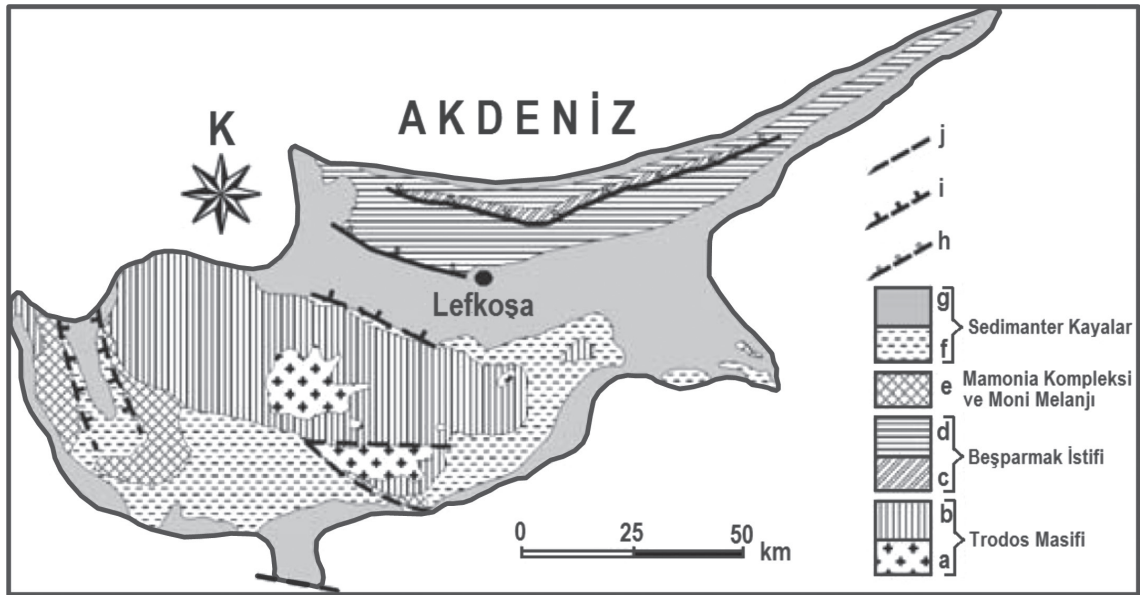 AKDENİZ
K
j
i
h
Lefkoşa
g
f
Sedimanter Kayalar
e
Mamonia Kompleksi
ve Moni Melanjı
d
c
Beşparmak İstifi
b
a
Trodos Masifi
0 25 50
km